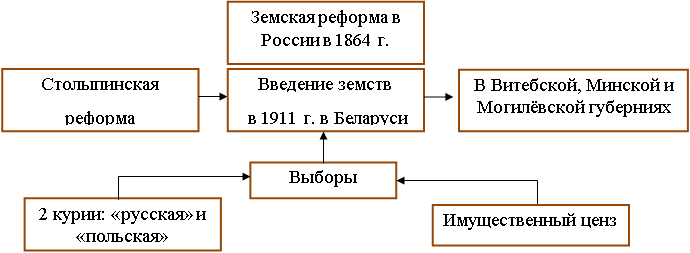 Земская реформа в
России в 1864 г.
Столыпинская
реформа
Введение земств
в 1911 г. в Беларуси
В Витебской, Минской и
Могилёвской губерниях
Выборы
2 курии: «русская» и
«польская»
Имущественный ценз